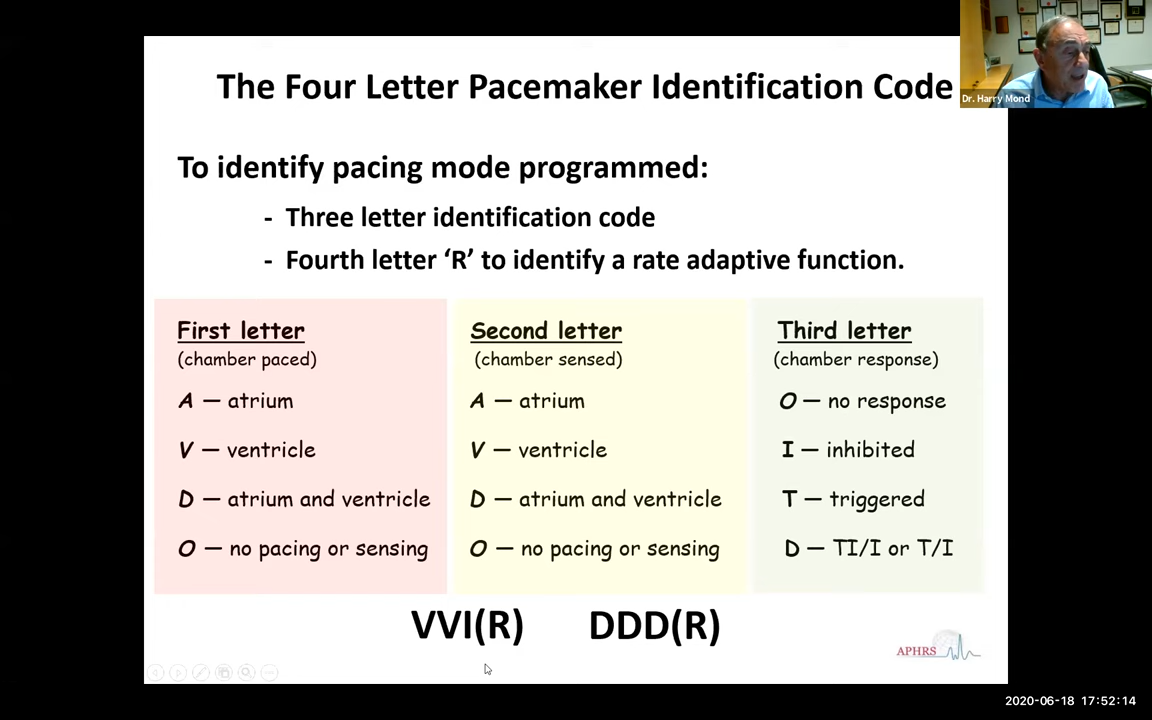 The Four Letter Pacemaker Identification Code
Dr. Harry Mond
To identify pacing mode programmed:
- Three letter identification code
- Fourth letter ‘R’ to identify a rate adaptive function.
First letter
(chamber paced)
A — atrium
V — ventricle
D — atrium and ventricle
O — no pacing or sensing
Second letter
(chamber sensed)
A — atrium
V — ventricle
D — atrium and ventricle
O — no pacing or sensing
Third letter
(chamber response)
O — no response
I — inhibited
T — triggered
D — TI/I or T/I
VVI(R) DDD(R)
APHRS
2020-06-18 17:52:14